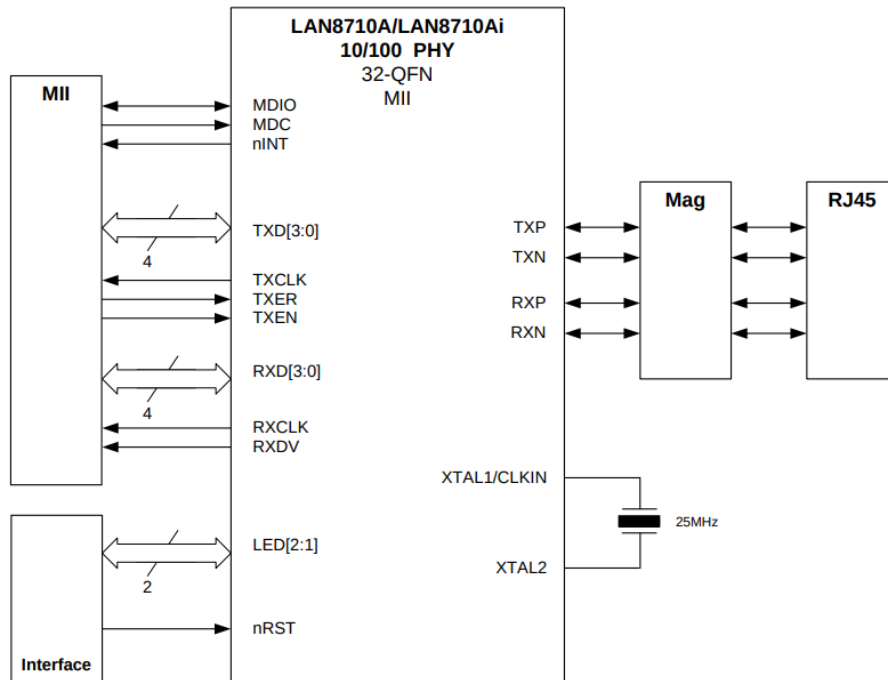 LAN8710A/LAN8710Ai
10/100 PHY
32-QFN
MII
MII
MDIO
MDC
nINT
TXD[3:0]
4
TXCLK
TXER
TXEN
RXD[3:0]
4
RXCLK
RXDV
LED[2:1]
2
nRST
Interface
TXP
TXN
RXP
RXN
Mag
RJ45
XTAL1/CLKIN
25MHz
XTAL2